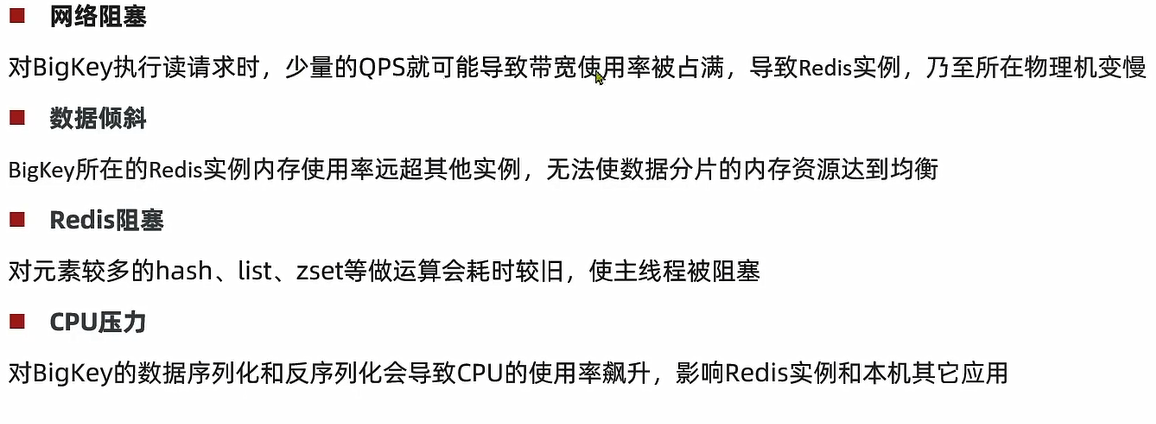 网络阻塞
对BigKey执行读请求时，少量的QPS就可能导致带宽使用率被占满，导致Redis实例，乃至所在物理机变慢
数据倾斜
BigKey所在的Redis实例内存使用率远超其他实例，无法使数据分片的内存资源达到均衡
Redis阻塞
对元素较多的hash、list、zset等做运算会耗时较旧，使主线程被阻塞
CPU压力
对BigKey的数据序列化和反序列化会导致CPU的使用率飙升，影响Redis实例和本机其它应用